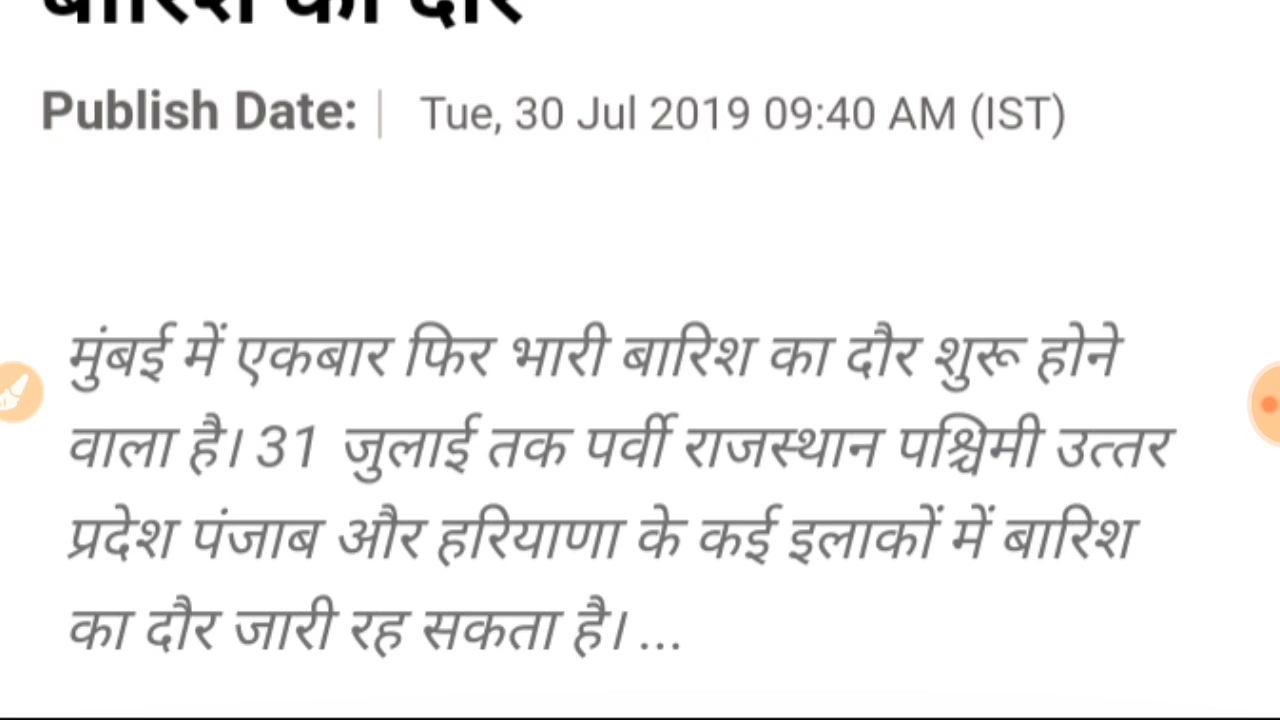 बारिश का दौर
Publish Date: | Tue, 30 Jul 2019 09:40 AM (IST)
मुंबई में एकबार फिर भारी बारिश का दौर शुरू होने
वाला है। 31 जुलाई तक पर्वी राजस्थान पश्चिमी उत्तर
प्रदेश पंजाब और हरियाणा के कई इलाकों में बारिश
का दौर जारी रह सकता है। ...